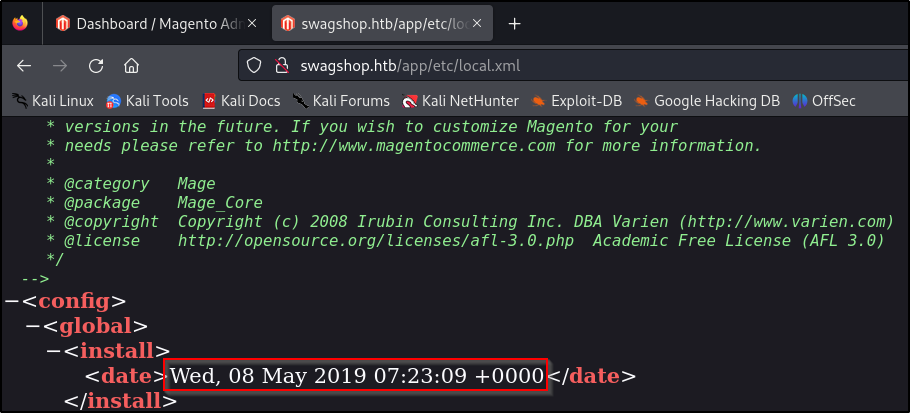 Dashboard / Magento Adm
swagshop.htb/app/etc/loc
swagshop.htb/app/etc/local.xml
Kali Linux Kali Tools Kali Docs Kali Forums Kali NetHunter Exploit-DB Google Hacking DB OffSec
* versions in the future. If you wish to customize Magento for your
* needs please refer to http://www.magentocommerce.com for more information.
*
* @category Mage
* @package Mage_Core
* @copyright Copyright (c) 2008 Irubin Consulting Inc. DBA Varien (http://www.varien.com)
* @license http://opensource.org/licenses/afl-3.0.php Academic Free License (AFL 3.0)
*/
-->
−<config>
−<global>
−<install>
<date>Wed, 08 May 2019 07:23:09 +0000</date>
</install>